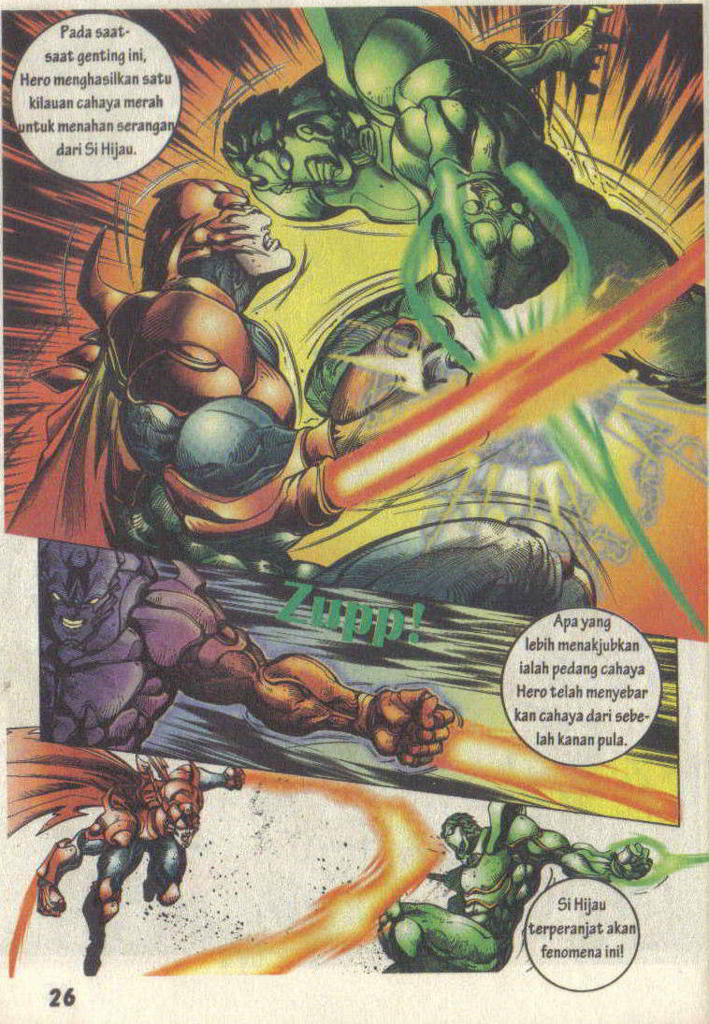 Pada saat-
saat genting ini,
Hero menghasilkan satu
kilauan cahaya merah
untuk menahan serangan
dari Si Hijau.
Zupp!
Apa yang
lebih menakjubkan
ialah pedang cahaya
Hero telah menyebar
kan cahaya dari sebe-
lah kanan pula.
Si Hijau
terperanjat akan
fenomena ini!
26